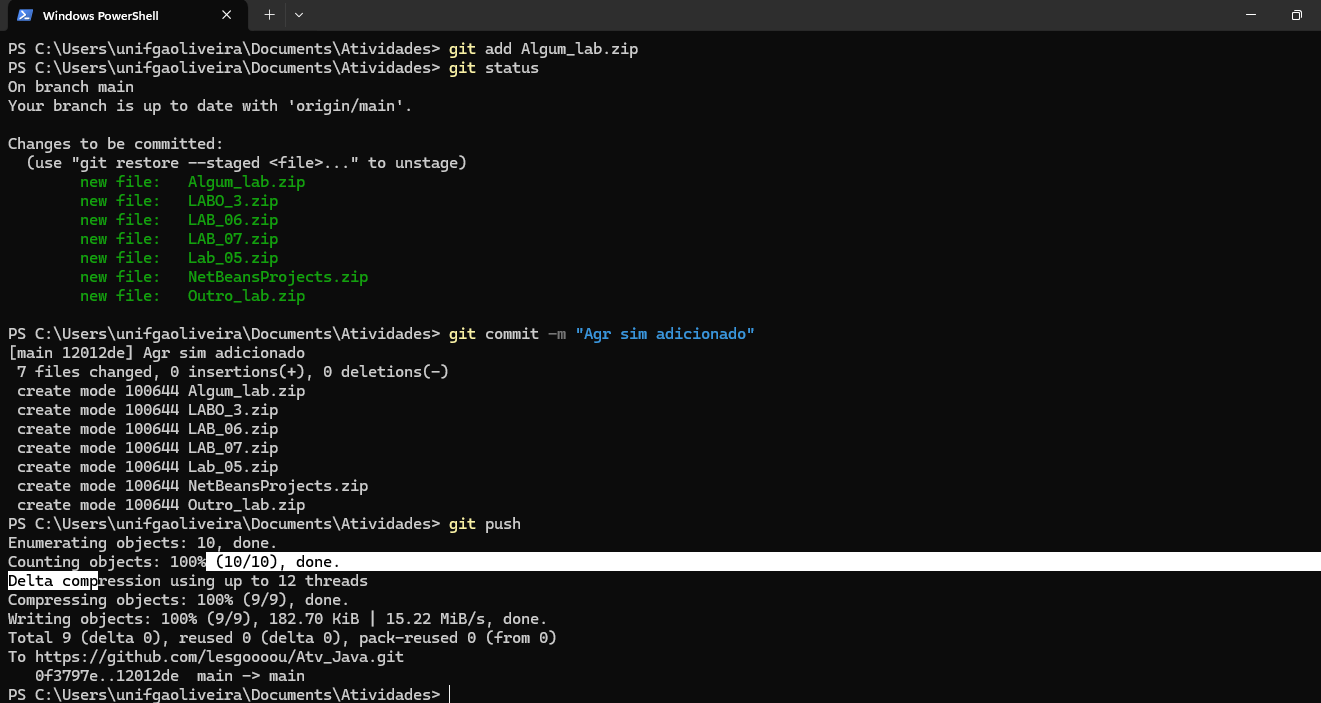 Windows PowerShell
PS C:\Users\unifgaoliveira\Documents\Atividades> git add Algum_lab.zip
PS C:\Users\unifgaoliveira\Documents\Atividades> git status
On branch main
Your branch is up to date with 'origin/main'.
Changes to be committed:
  (use "git restore --staged <file>..." to unstage)
        new file:   Algum_lab.zip
        new file:   LABO_3.zip
        new file:   LAB_06.zip
        new file:   LAB_07.zip
        new file:   Lab_05.zip
        new file:   NetBeansProjects.zip
        new file:   Outro_lab.zip
PS C:\Users\unifgaoliveira\Documents\Atividades> git commit -m "Agr sim adicionado"
[main 12012de] Agr sim adicionado
 7 files changed, 0 insertions(+), 0 deletions(-)
 create mode 100644 Algum_lab.zip
 create mode 100644 LABO_3.zip
 create mode 100644 LAB_06.zip
 create mode 100644 LAB_07.zip
 create mode 100644 Lab_05.zip
 create mode 100644 NetBeansProjects.zip
 create mode 100644 Outro_lab.zip
PS C:\Users\unifgaoliveira\Documents\Atividades> git push
Enumerating objects: 10, done.
Counting objects: 100% (10/10), done.
Delta compression using up to 12 threads
Compressing objects: 100% (9/9), done.
Writing objects: 100% (9/9), 182.70 KiB | 15.22 MiB/s, done.
Total 9 (delta 0), reused 0 (delta 0), pack-reused 0 (from 0)
To https://github.com/lesgoooou/Atv_Java.git
   0f3797e..12012de  main -> main
PS C:\Users\unifgaoliveira\Documents\Atividades>